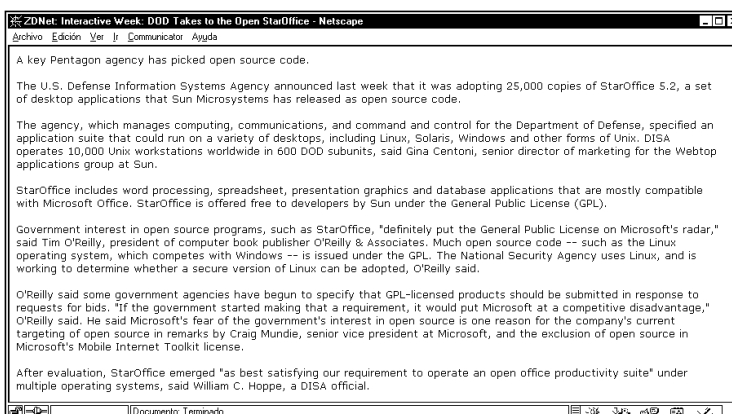 ZDNet: Interactive Week: DOD Takes to the Open StarOffice - Netscape
Archivo Edición Ver Ir Communicator Ayuda
A key Pentagon agency has picked open source code.
The U.S. Defense Information Systems Agency announced last week that it was adopting 25,000 copies of StarOffice 5.2, a set
of desktop applications that Sun Microsystems has released as open source code.
The agency, which manages computing, communications, and command and control for the Department of Defense, specified an
application suite that could run on a variety of desktops, including Linux, Solaris, Windows and other forms of Unix. DISA
operates 10,000 Unix workstations worldwide in 600 DOD subunits, said Gina Centoni, senior director of marketing for the Webtop
applications group at Sun.
StarOffice includes word processing, spreadsheet, presentation graphics and database applications that are mostly compatible
with Microsoft Office. StarOffice is offered free to developers by Sun under the General Public License (GPL).
Government interest in open source programs, such as StarOffice, "definitely put the General Public License on Microsoft's radar,"
said Tim O'Reilly, president of computer book publisher O'Reilly & Associates. Much open source code -- such as the Linux
operating system, which competes with Windows -- is issued under the GPL. The National Security Agency uses Linux, and is
working to determine whether a secure version of Linux can be adopted, O'Reilly said.
O'Reilly said some government agencies have begun to specify that GPL-licensed products should be submitted in response to
requests for bids. "If the government started making that a requirement, it would put Microsoft at a competitive disadvantage,"
O'Reilly said. He said Microsoft's fear of the government's interest in open source is one reason for the company's current
targeting of open source in remarks by Craig Mundie, senior vice president at Microsoft, and the exclusion of open source in
Microsoft's Mobile Internet Toolkit license.
After evaluation, StarOffice emerged "as best satisfying our requirement to operate an open office productivity suite" under
multiple operating systems, said William C. Hoppe, a DISA official.
Documento: Terminado